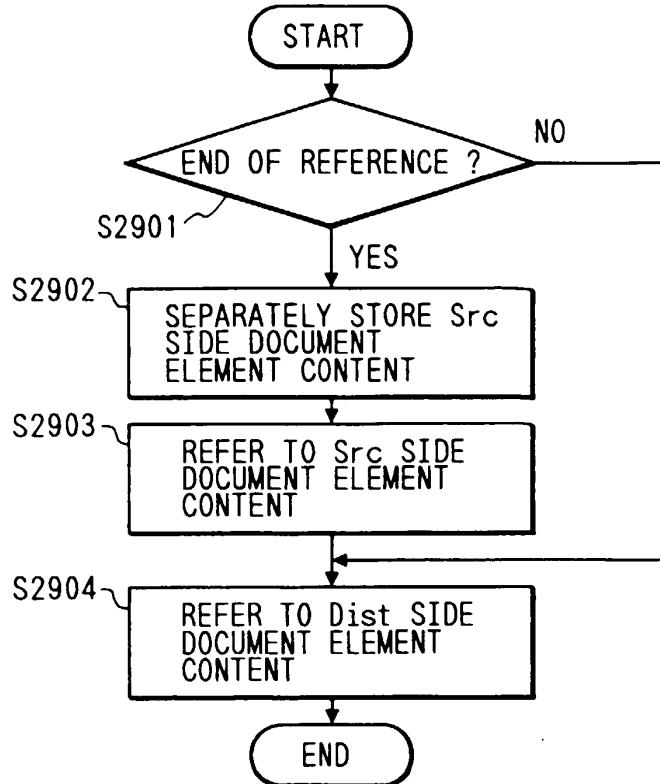 START
END OF REFERENCE ?
NO
S2901
YES
S2902
SEPARATELY STORE Src
SIDE DOCUMENT
ELEMENT CONTENT
S2903
REFER TO Src SIDE
DOCUMENT ELEMENT
CONTENT
S2904
REFER TO Dist SIDE
DOCUMENT ELEMENT
CONTENT
END